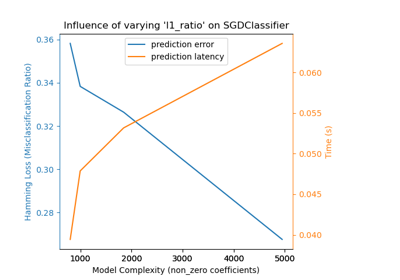 Influence of varying 'l1_ratio' on SGDClassifier
prediction error
prediction latency
Hamming Loss (Misclassification Ratio)
0.36
0.34
0.32
0.30
0.28
0.060
0.055
0.050
0.045
0.040
Time (s)
1000 2000 3000 4000 5000
Model Complexity (non_zero coefficients)